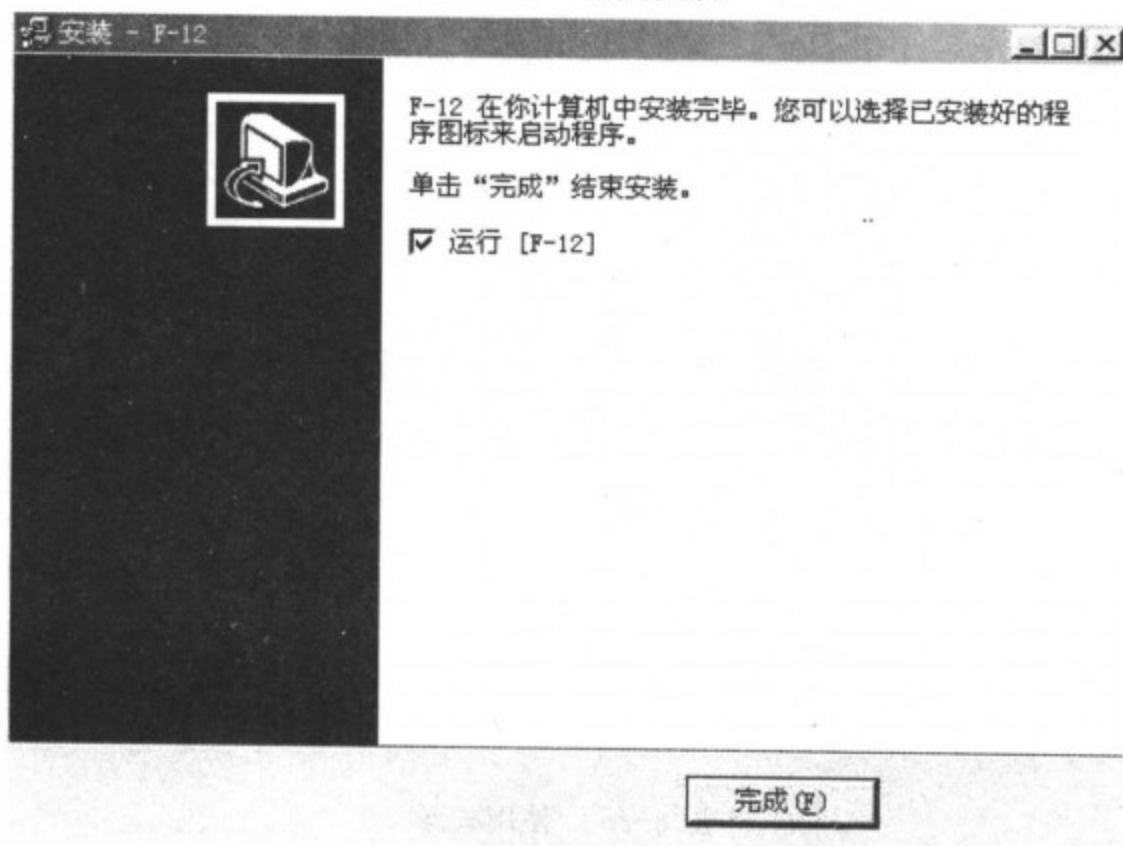 安装 - F-12
F-12 在你计算机中安装完毕。您可以选择已安装好的程
序图标来启动程序。
单击“完成”结束安装。
运行 [F-12]
完成(F)